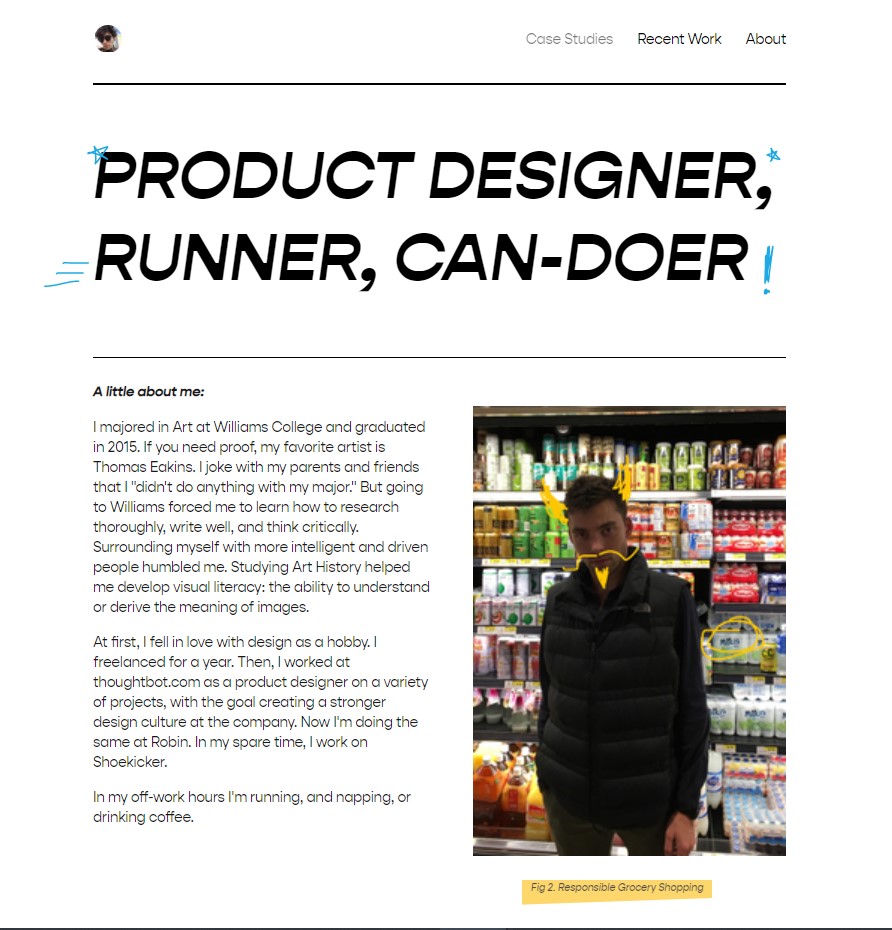 Case Studies Recent Work About
PRODUCT DESIGNER,
RUNNER, CAN-DOER !
A little about me:
I majored in Art at Williams College and graduated
in 2015. If you need proof, my favorite artist is
Thomas Eakins. I joke with my parents and friends
that I "didn't do anything with my major." But going
to Williams forced me to learn how to research
thoroughly, write well, and think critically.
Surrounding myself with more intelligent and driven
people humbled me. Studying Art History helped
me develop visual literacy: the ability to understand
or derive the meaning of images.
At first, I fell in love with design as a hobby. I
freelanced for a year. Then, I worked at
thoughtbot.com as a product designer on a variety
of projects, with the goal creating a stronger
design culture at the company. Now I'm doing the
same at Robin. In my spare time, I work on
Shoekicker.
In my off-work hours I'm running, and napping, or
drinking coffee.
Fig 2. Responsible Grocery Shopping